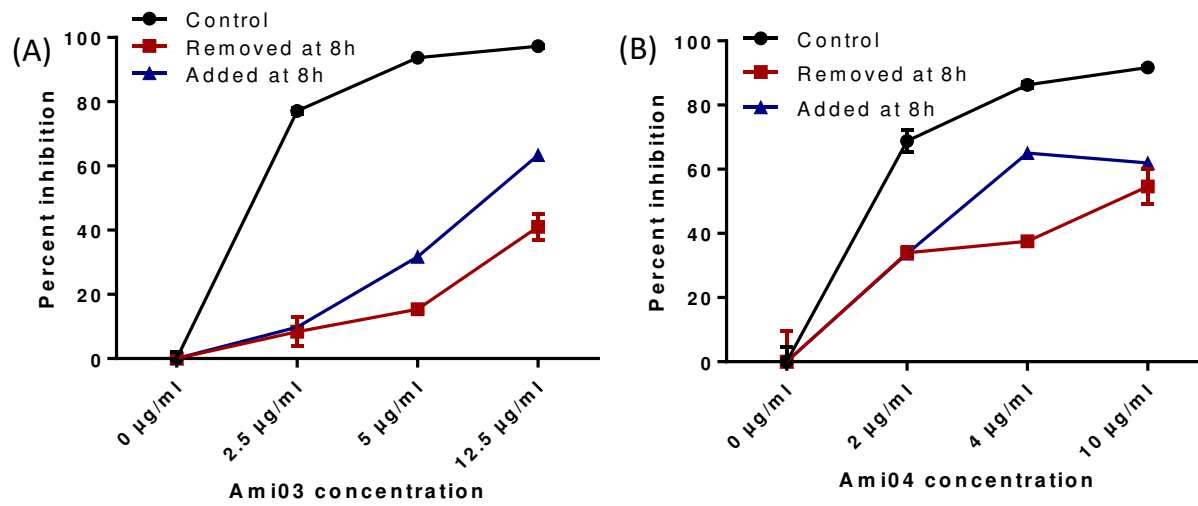 (A)
Control
Removed at 8h
Added at 8h
Percent inhibition
100
80
60
40
20
0
0 µg/ml
2.5 µg/ml
5 µg/ml
12.5 µg/ml
Ami03 concentration
(B)
Control
Removed at 8h
Added at 8h
Percent inhibition
100
80
60
40
20
0
0 µg/ml
2 µg/ml
4 µg/ml
10 µg/ml
Ami04 concentration